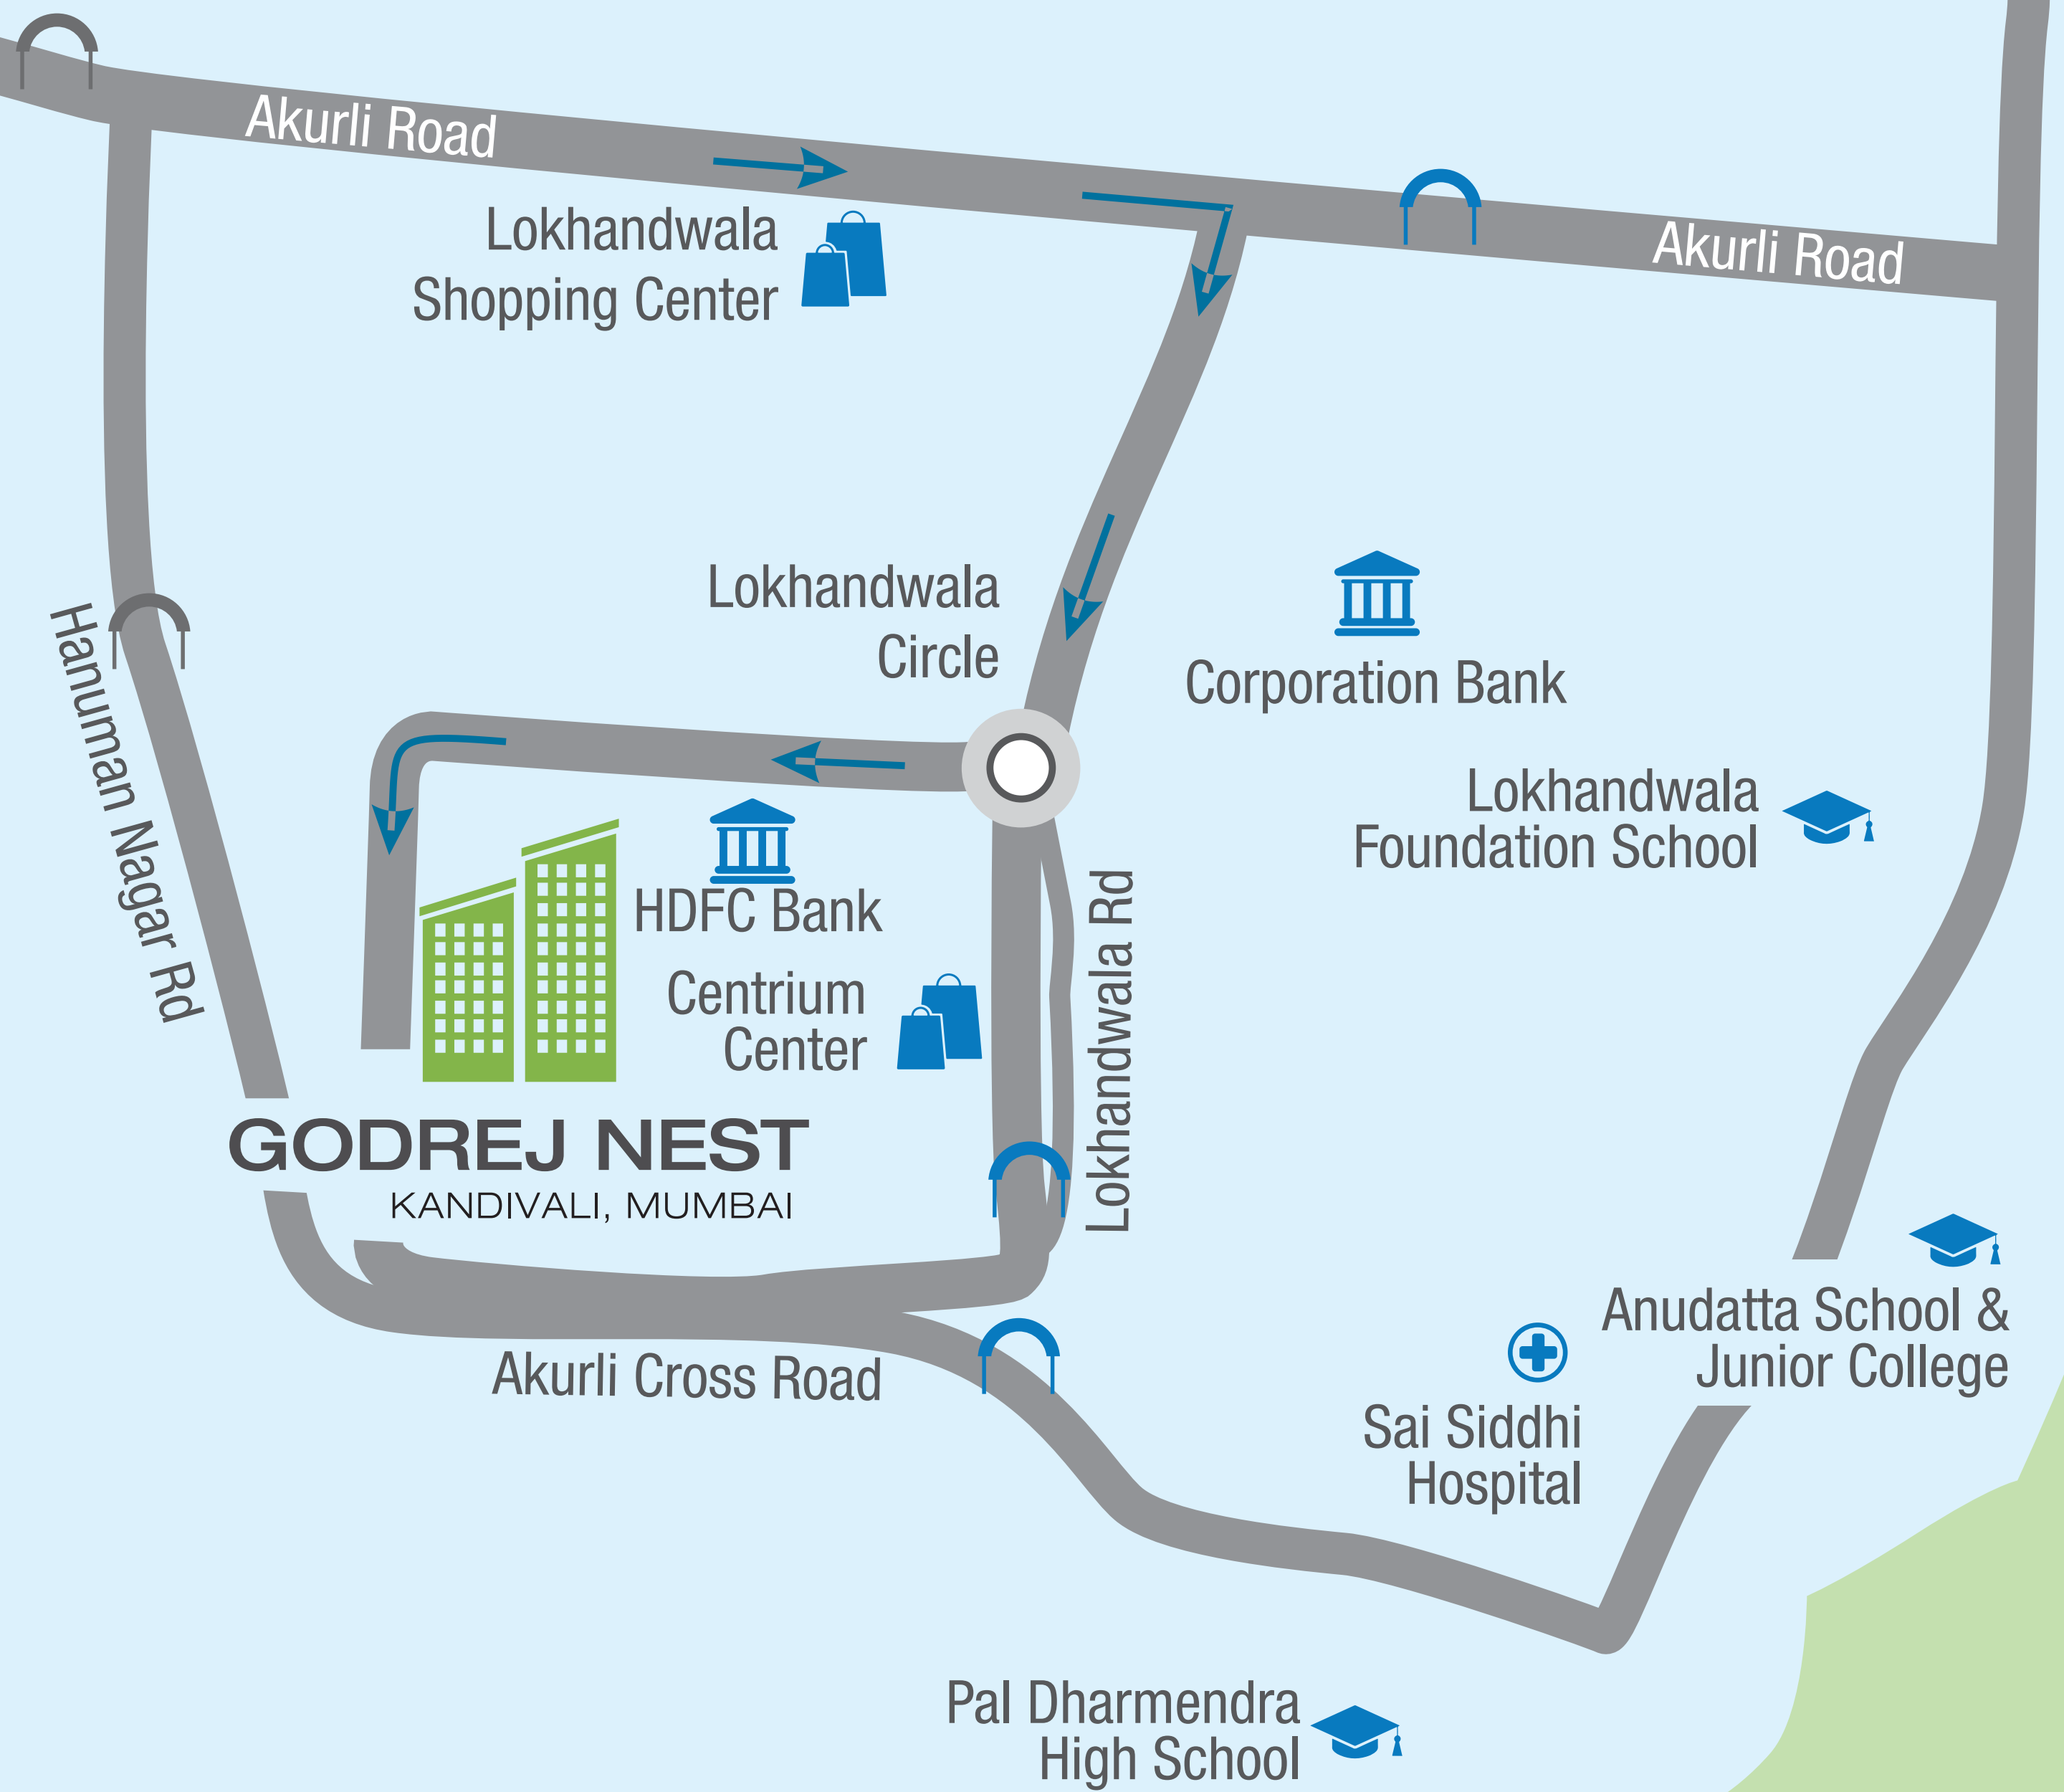 Akurli Road
Akurli Road
Lokhandwala
Shopping Center
Lokhandwala
Circle
Corporation Bank
Hanuman Nagar Rd
Lokhandwala
Foundation School
HDFC Bank
Lokhandwala Rd
Centrium
Center
GODREJ NEST
KANDIVALI, MUMBAI
Anudatta School &
Junior College
Akurli Cross Road
Sai Siddhi
Hospital
Pal Dharmendra
High School